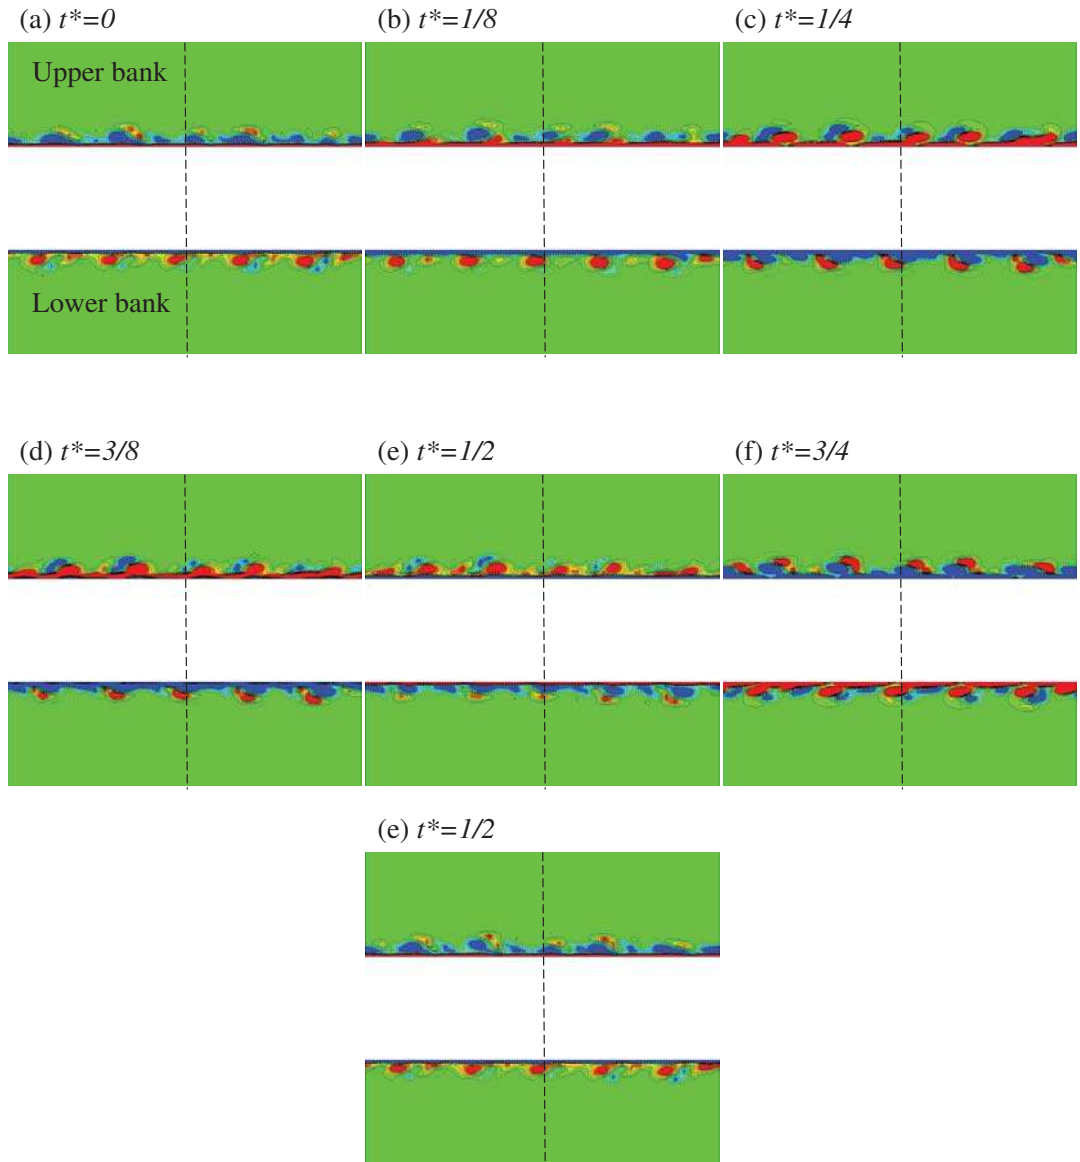 (a) t*=0
(b) t*=1/8
(c) t*=1/4
Upper bank
Lower bank
(d) t*=3/8
(e) t*=1/2
(f) t*=3/4
(e) t*=1/2